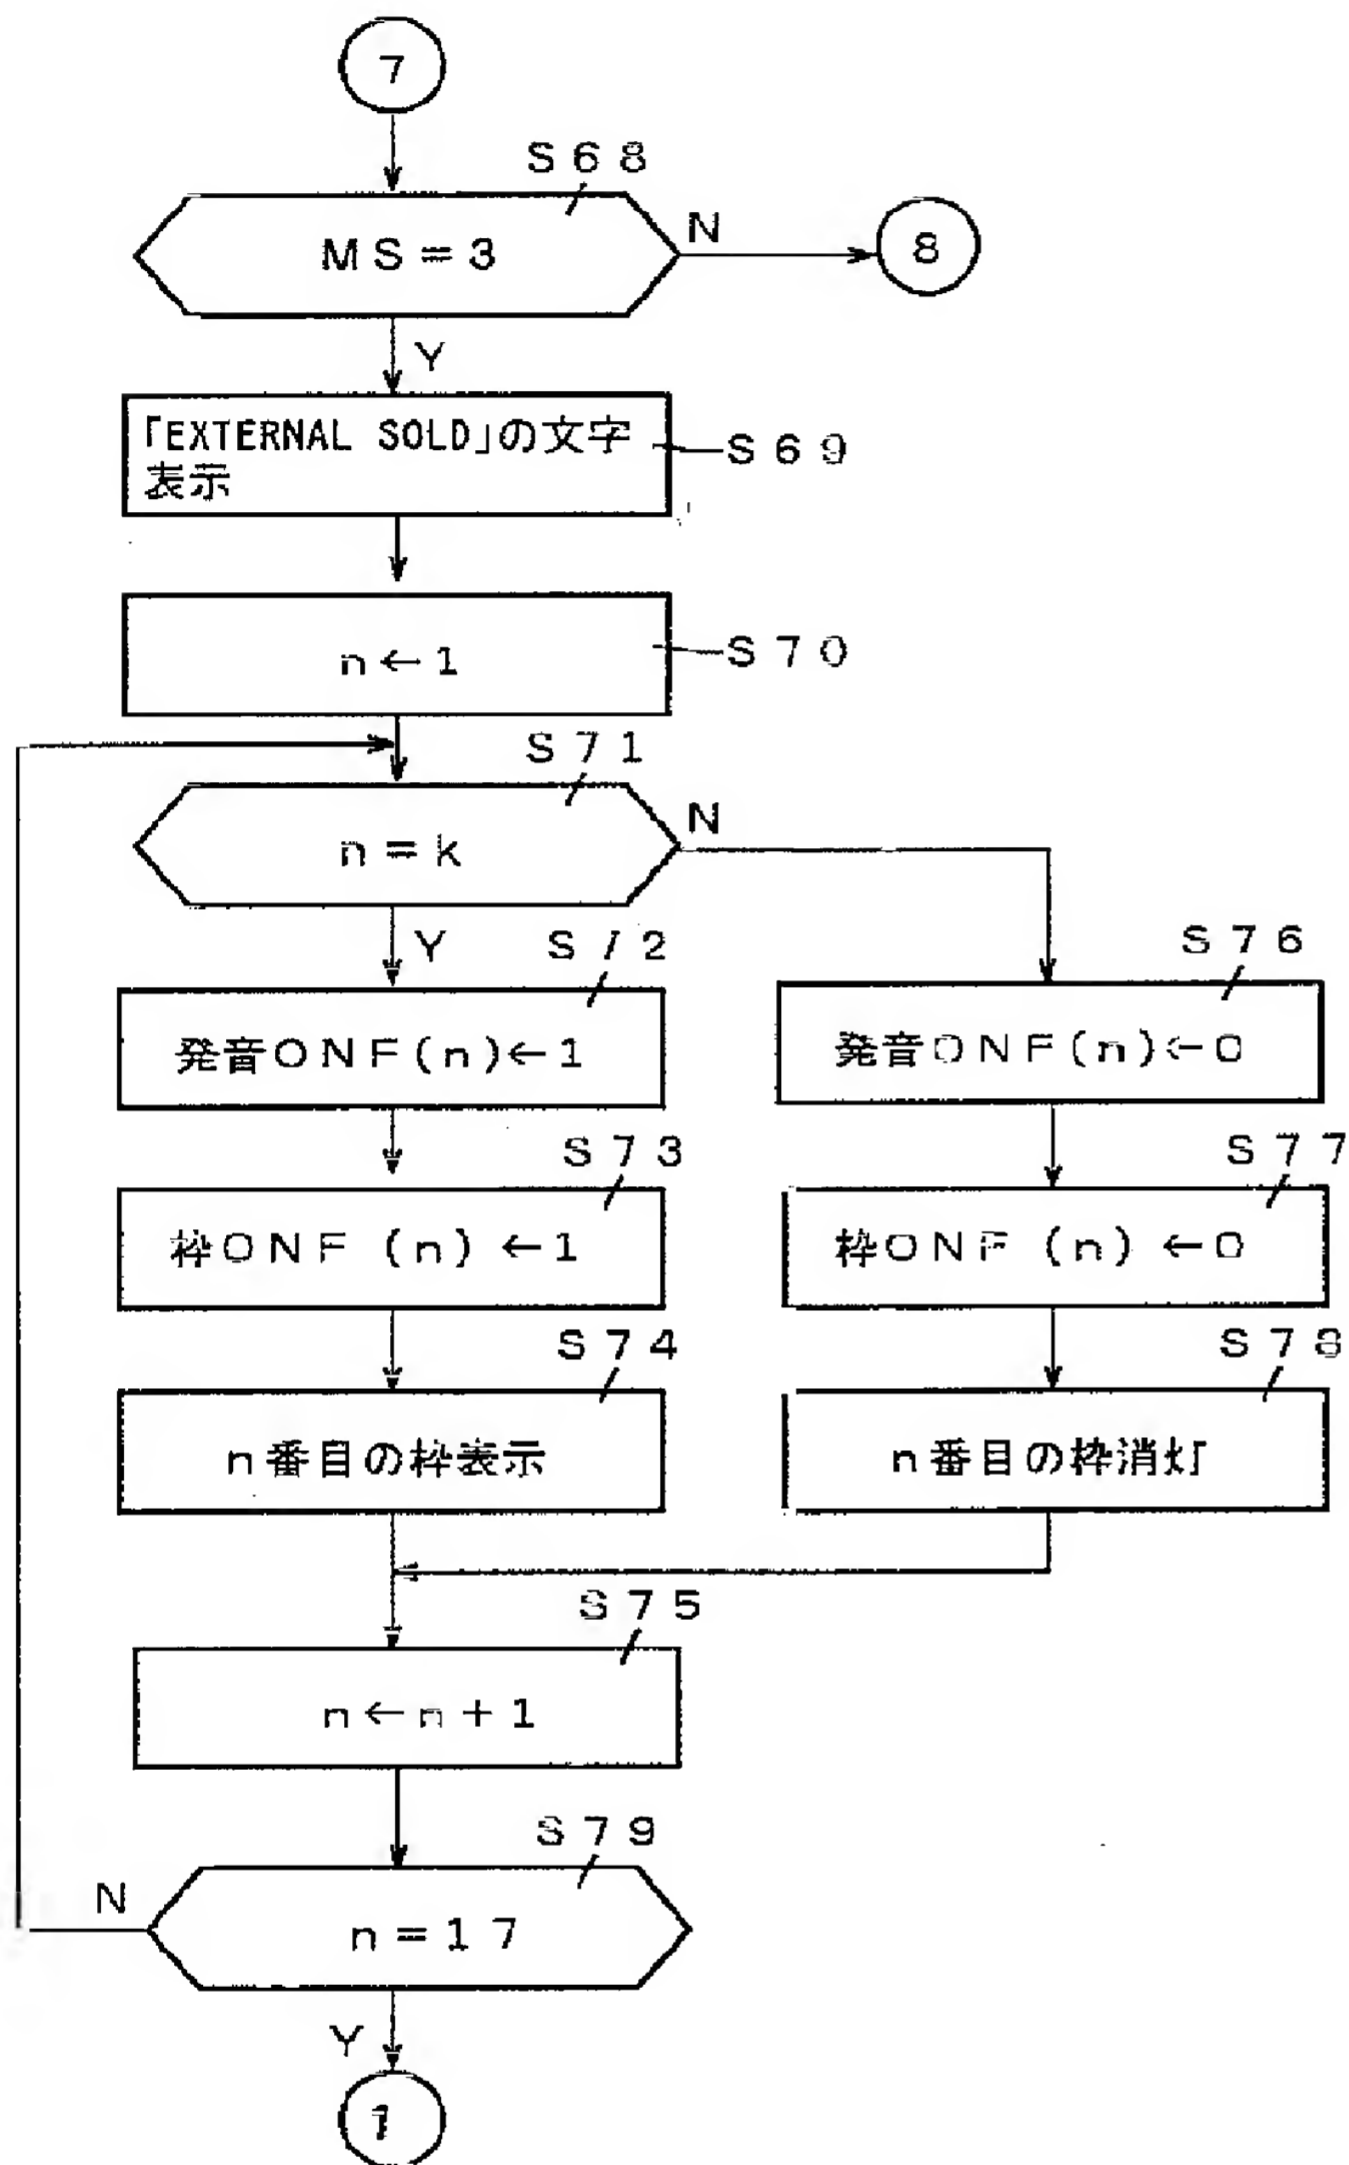 7
S68
MS=3
N
8
Y
「EXTERNAL SOLD」の文字
表示
S69
n←1
S70
S71
n=k
N
Y
S72
S76
発音ONF(n)←1
発音ONF(n)←0
S73
S77
枠ONF (n) ←1
枠ONF (n) ←0
S74
S78
n番目の枠表示
n番目の枠消灯
S75
n←n+1
S79
N
n=17
Y
1